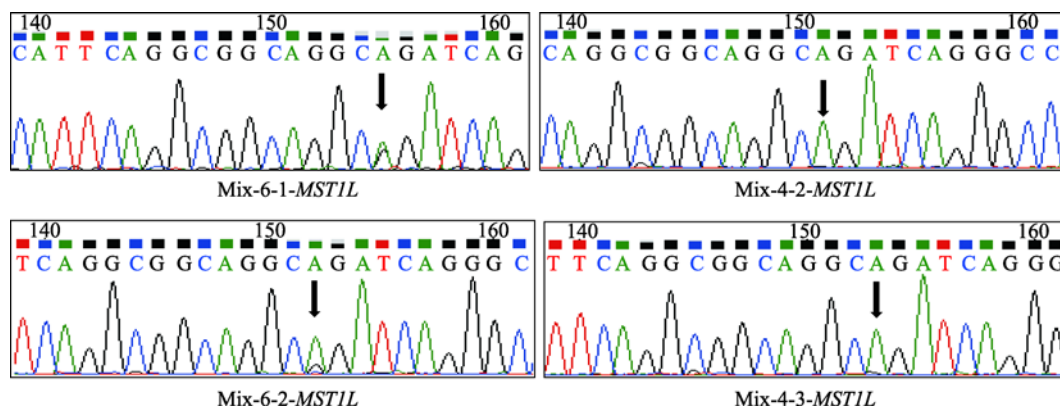 140 150 160
CATTCAGGCGGCAGGCAGATCAG
Mix-6-1-MST1L
140 150 160
CAGGCGGCAGGCAGATCAGGGCC
Mix-4-2-MST1L
140 150 160
TCAGGCGGCAGGCAGATCAGGGC
Mix-6-2-MST1L
140 150 160
TTCAGGCGGCAGGCAGATCAGGG
Mix-4-3-MST1L